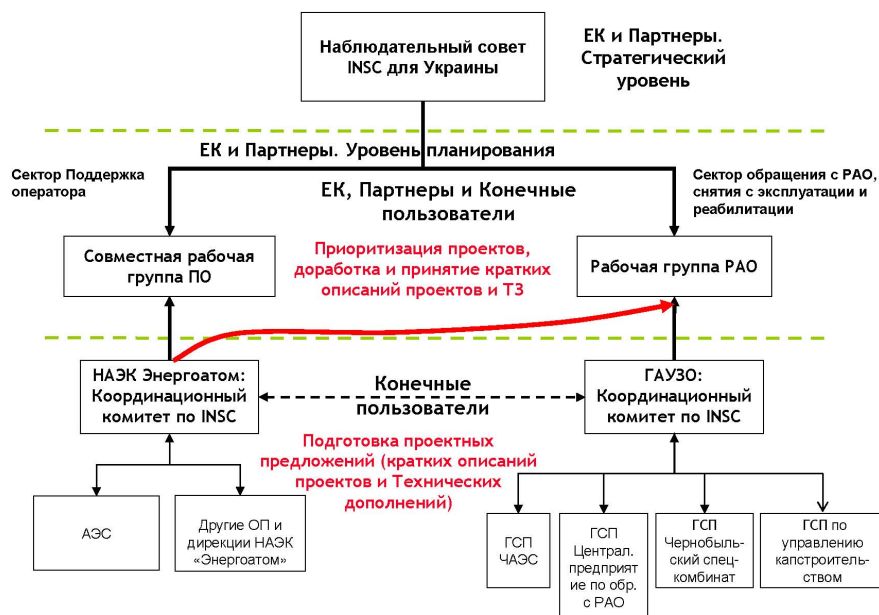 Наблюдательный совет
INSC для Украины
ЕК и Партнеры.
Стратегический
уровень
ЕК и Партнеры. Уровень планирования
Сектор Поддержка
оператора
Сектор обращения с РАО,
снятия с эксплуатации и
реабилитации
ЕК, Партнеры и Конечные
пользователи
Совместная рабочая
группа ПО
Приоритизация проектов,
доработка и принятие кратких
описаний проектов и ТЗ
Рабочая группа РАО
НАЭК Энергоатом:
Координационный
комитет по INSC
Конечные
пользователи
ГАУЗО:
Координационный
комитет по INSC
Подготовка проектных
предложений (кратких описаний
проектов и Технических
дополнений)
АЭС
Другие ОП и
дирекции НАЭК
«Энергоатом»
ГСП
ЧАЭС
ГСП
Централ.
предприят
ие по обр.
с РАО
ГСП
Чернобыль-
ский спец-
комбинат
ГСП по
управлению
капстроитель-
ством